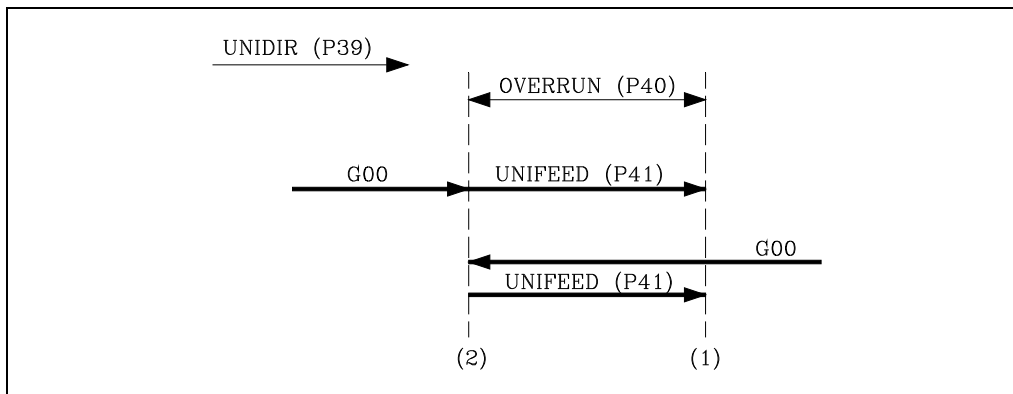 UNIDIR (P39)
OVERRUN (P40)
G00 UNIFEED (P41)
G00
UNIFEED (P41)
(2) (1)